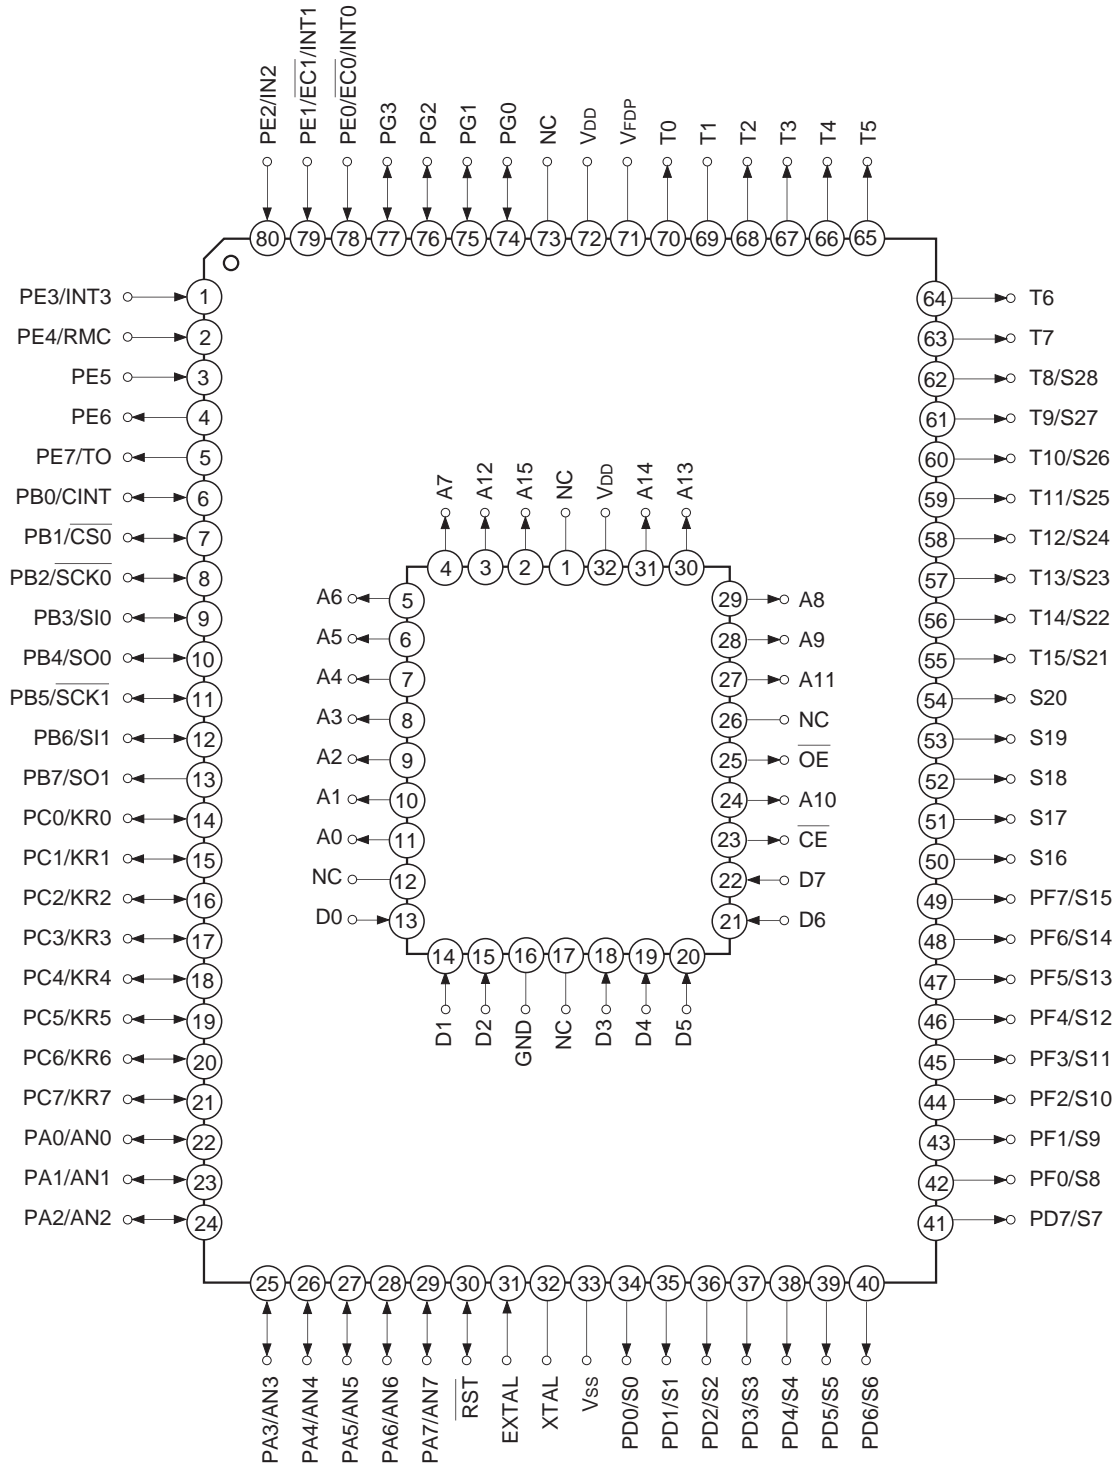 PE2/IN2
PE1/EC1/INT1
PE0/EC0/INT0
PG3
PG2
PG1
PG0
NC
VDD
VFDP
T0
T1
T2
T3
T4
T5
80
79
78
77
76
75
74
73
72
71
70
69
68
67
66
65
PE3/INT3 1
PE4/RMC 2
PE5 3
PE6 4
PE7/TO 5
PB0/CINT 6
PB1/CS0 7
PB2/SCK0 8
PB3/SI0 9
PB4/SO0 10
PB5/SCK1 11
PB6/SI1 12
PB7/SO1 13
PC0/KR0 14
PC1/KR1 15
PC2/KR2 16
PC3/KR3 17
PC4/KR4 18
PC5/KR5 19
PC6/KR6 20
PC7/KR7 21
PA0/AN0 22
PA1/AN1 23
PA2/AN2 24
A7
A12
A15
NC
VDD
A14
A13
4
3
2
1
32
31
30
A6 5
A5 6
A4 7
A3 8
A2 9
A1 10
A0 11
NC 12
D0 13
29 A8
28 A9
27 A11
26 NC
25 OE
24 A10
23 CE
22 D7
21 D6
14
15
16
17
18
19
20
D1
D2
GND
NC
D3
D4
D5
64 T6
63 T7
62 T8/S28
61 T9/S27
60 T10/S26
59 T11/S25
58 T12/S24
57 T13/S23
56 T14/S22
55 T15/S21
54 S20
53 S19
52 S18
51 S17
50 S16
49 PF7/S15
48 PF6/S14
47 PF5/S13
46 PF4/S12
45 PF3/S11
44 PF2/S10
43 PF1/S9
42 PF0/S8
41 PD7/S7
25
26
27
28
29
30
31
32
33
34
35
36
37
38
39
40
PA3/AN3
PA4/AN4
PA5/AN5
PA6/AN6
PA7/AN7
RST
EXTAL
XTAL
VSS
PD0/S0
PD1/S1
PD2/S2
PD3/S3
PD4/S4
PD5/S5
PD6/S6